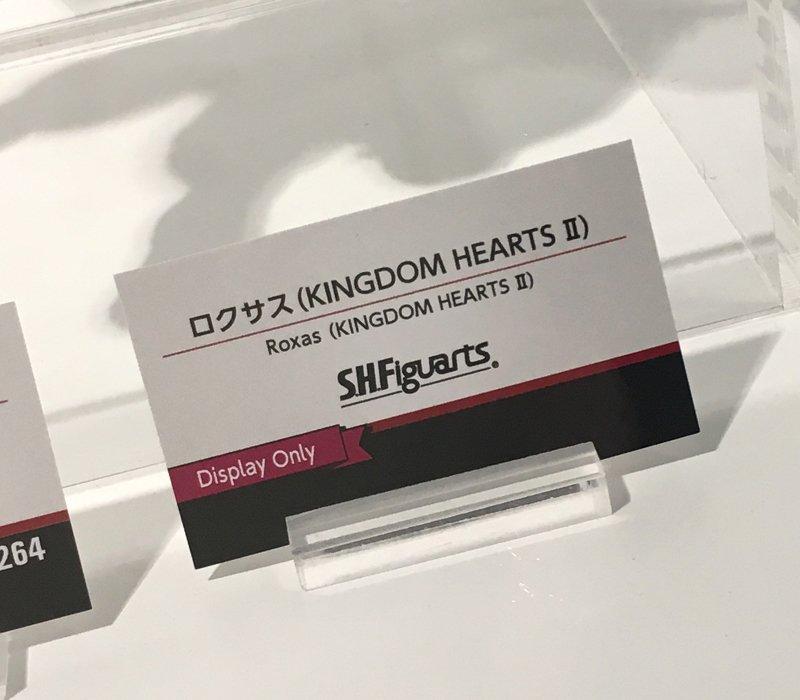 ロクサス(KINGDOM HEARTS Ⅱ)
Roxas (KINGDOM HEARTS Ⅱ)
S.H.Figuarts
Display Only
264